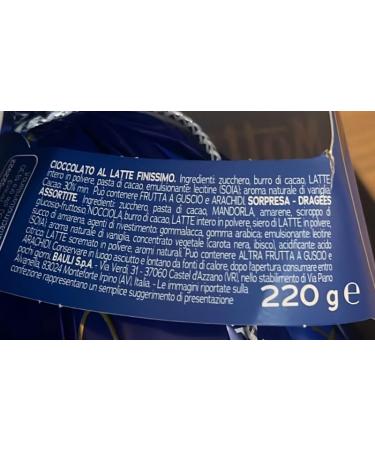 CIOCCOLATO AL LATTE FINISSIMO. Ingredienti: zucchero, burro di cacao, LATTE
intero in polvere, pasta di cacao, emulsionante: lecitine (SOIA); aroma naturale di vaniglia.
Cacao 30% min. Può contenere FRUTTA A GUSCIO e ARACHIDI. SORPRESA - DRAGÉES
ASSORTITE. Ingredienti: zucchero, pasta di cacao, MANDORLA, amarene, sciroppo di
glucosio-fruttosio, NOCCIOLA, burro di cacao, LATTE intero in polvere, siero di LATTE in polvere,
succo di amarena, agenti di rivestimento: gommalacca, gomma arabica; emulsionante: lecitine
(SOIA), aroma naturale di vaniglia, concentrato vegetale (carota nera, ibisco), acidificante: acido
citrico, LATTE scremato in polvere, aromi naturali. Può contenere ALTRA FRUTTA A GUSCIO e
ARACHIDI. Conservare in luogo asciutto e lontano da fonti di calore, dopo l'apertura consumare entro
pochi giorni. BAULI S.p.A - Via Verdi, 31 - 37060 Castel d'Azzano (VR), nello stabilimento di Via Piano
Alvanella, 83024 Monteforte Irpino (AV), Italia. - Le immagini riportate sulla
confezione rappresentano un semplice suggerimento di presentazione
220 g e